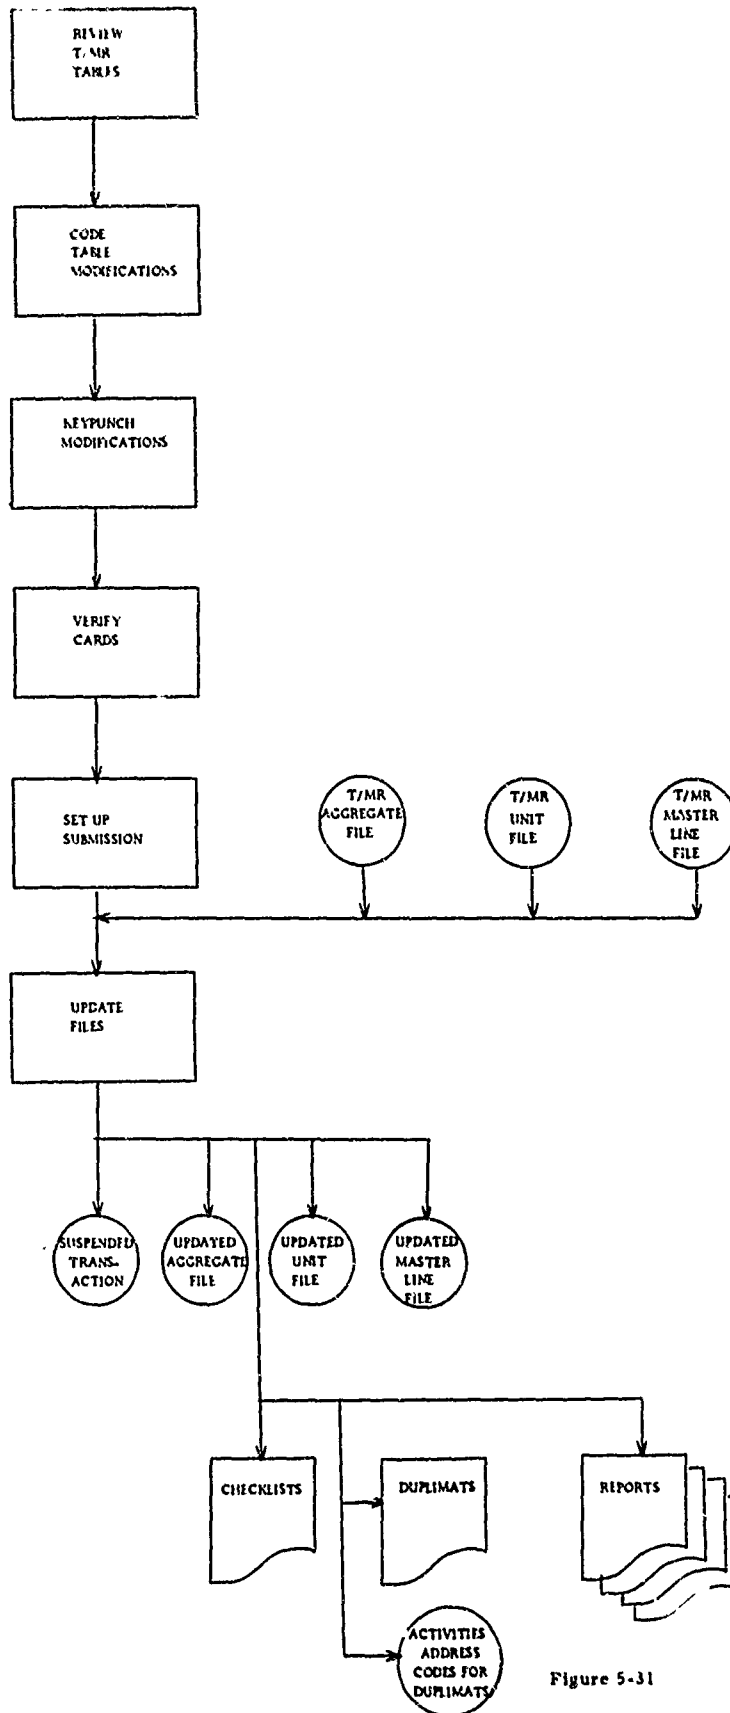 REVIEW
T/MR
TABLES
CODE
TABLE
MODIFICATIONS
KEYPUNCH
MODIFICATIONS
VERIFY
CARDS
SET UP
SUBMISSION
T/MR
AGGREGATE
FILE
T/MR
UNIT
FILE
T/MR
MASTER
LINE
FILE
UPDATE
FILES
SUSPENDED
TRANS-
ACTION
UPDATED
AGGREGATE
FILE
UPDATED
UNIT
FILE
UPDATED
MASTER
LINE
FILE
CHECKLISTS
DUPLIMATS
REPORTS
ACTIVITIES
ADDRESS
CODES FOR
DUPLIMATS
Figure 5-31